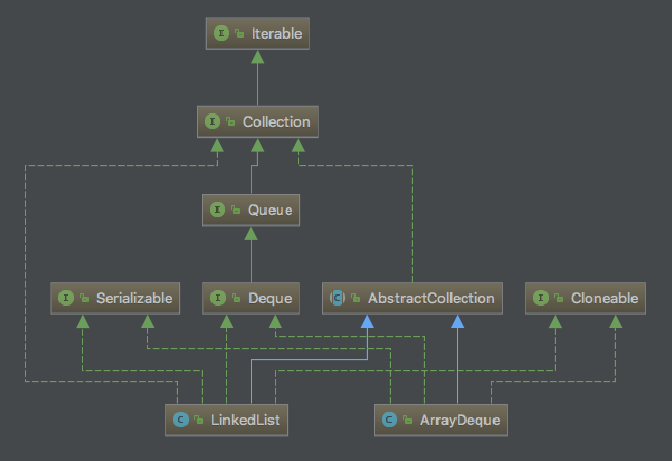 I Iterable
I Collection
I Queue
I Serializable
I Deque
C AbstractCollection
I Cloneable
C LinkedList
C ArrayDeque